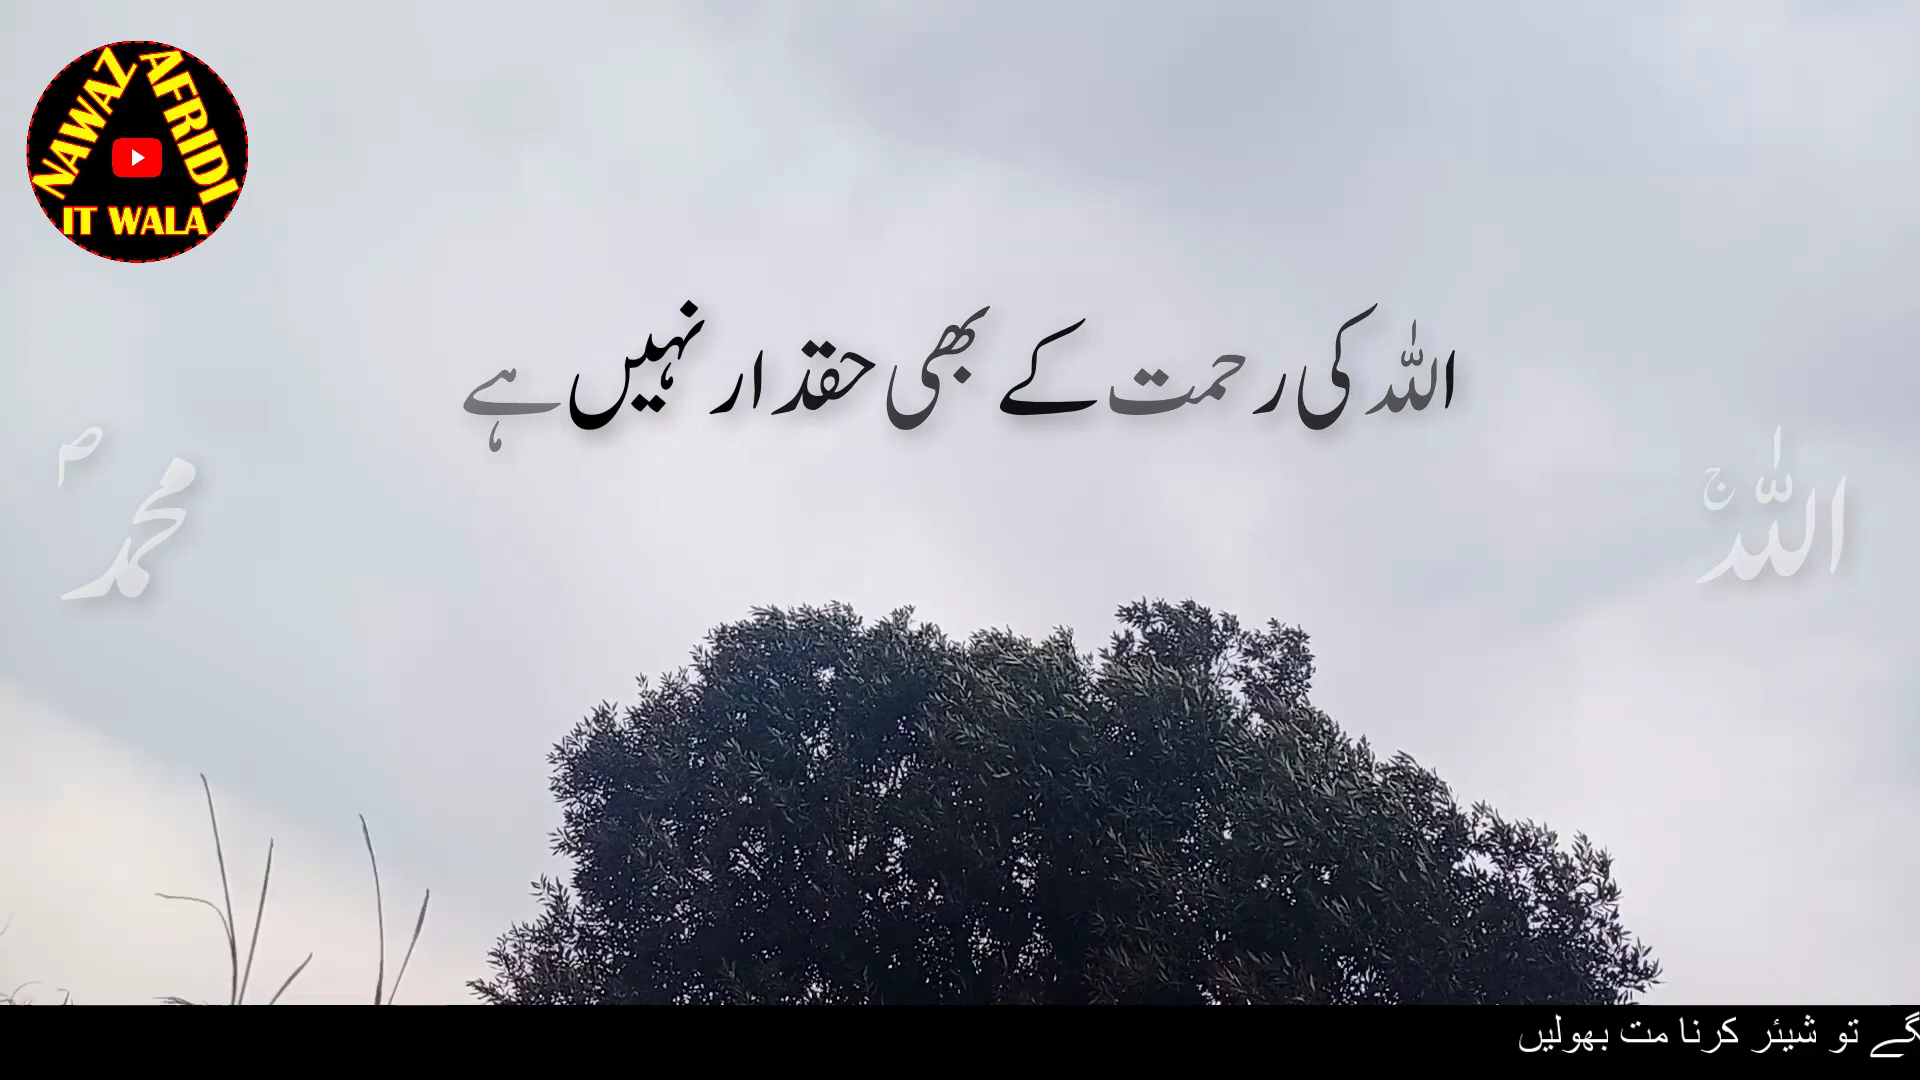 NAWAZ AFRIDI
IT WALA
اللہ کی رحمت کے بھی حقدار نہیں ہے
اللہ ج
محمد ص
گے تو شیئر کرنا مت بھولیں